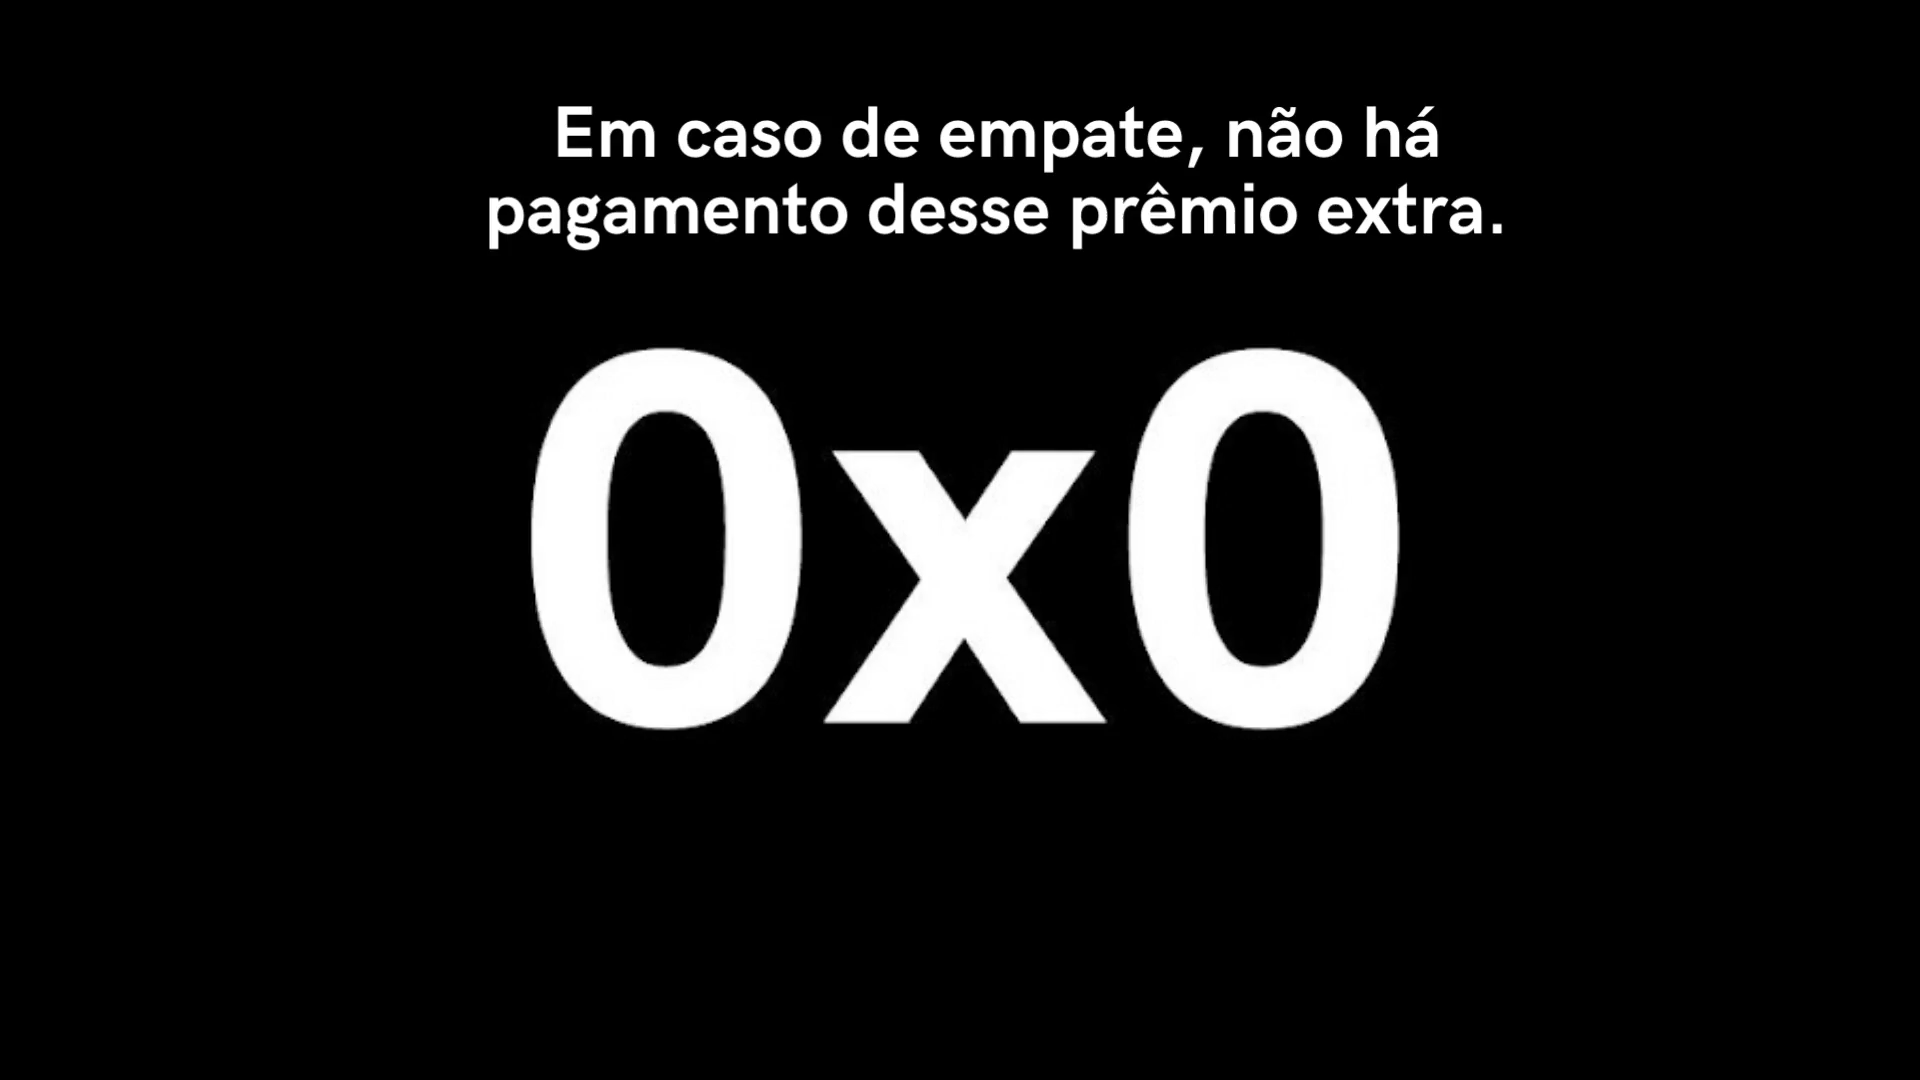 Em caso de empate, não há
pagamento desse prêmio extra.
0x0